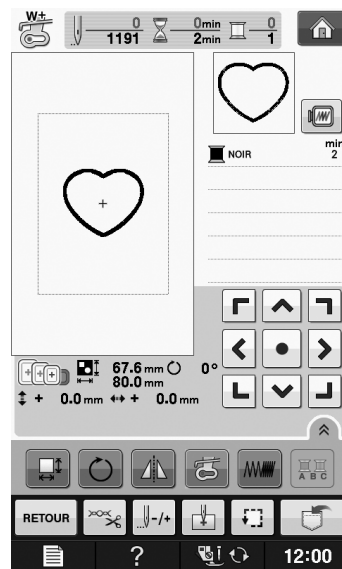 W+
0 0min 0
1191 2min 1
min
NOIR 2
67.6 mm 0°
80.0 mm
+ 0.0 mm + 0.0 mm
A B C
RETOUR -/+
? 12:00